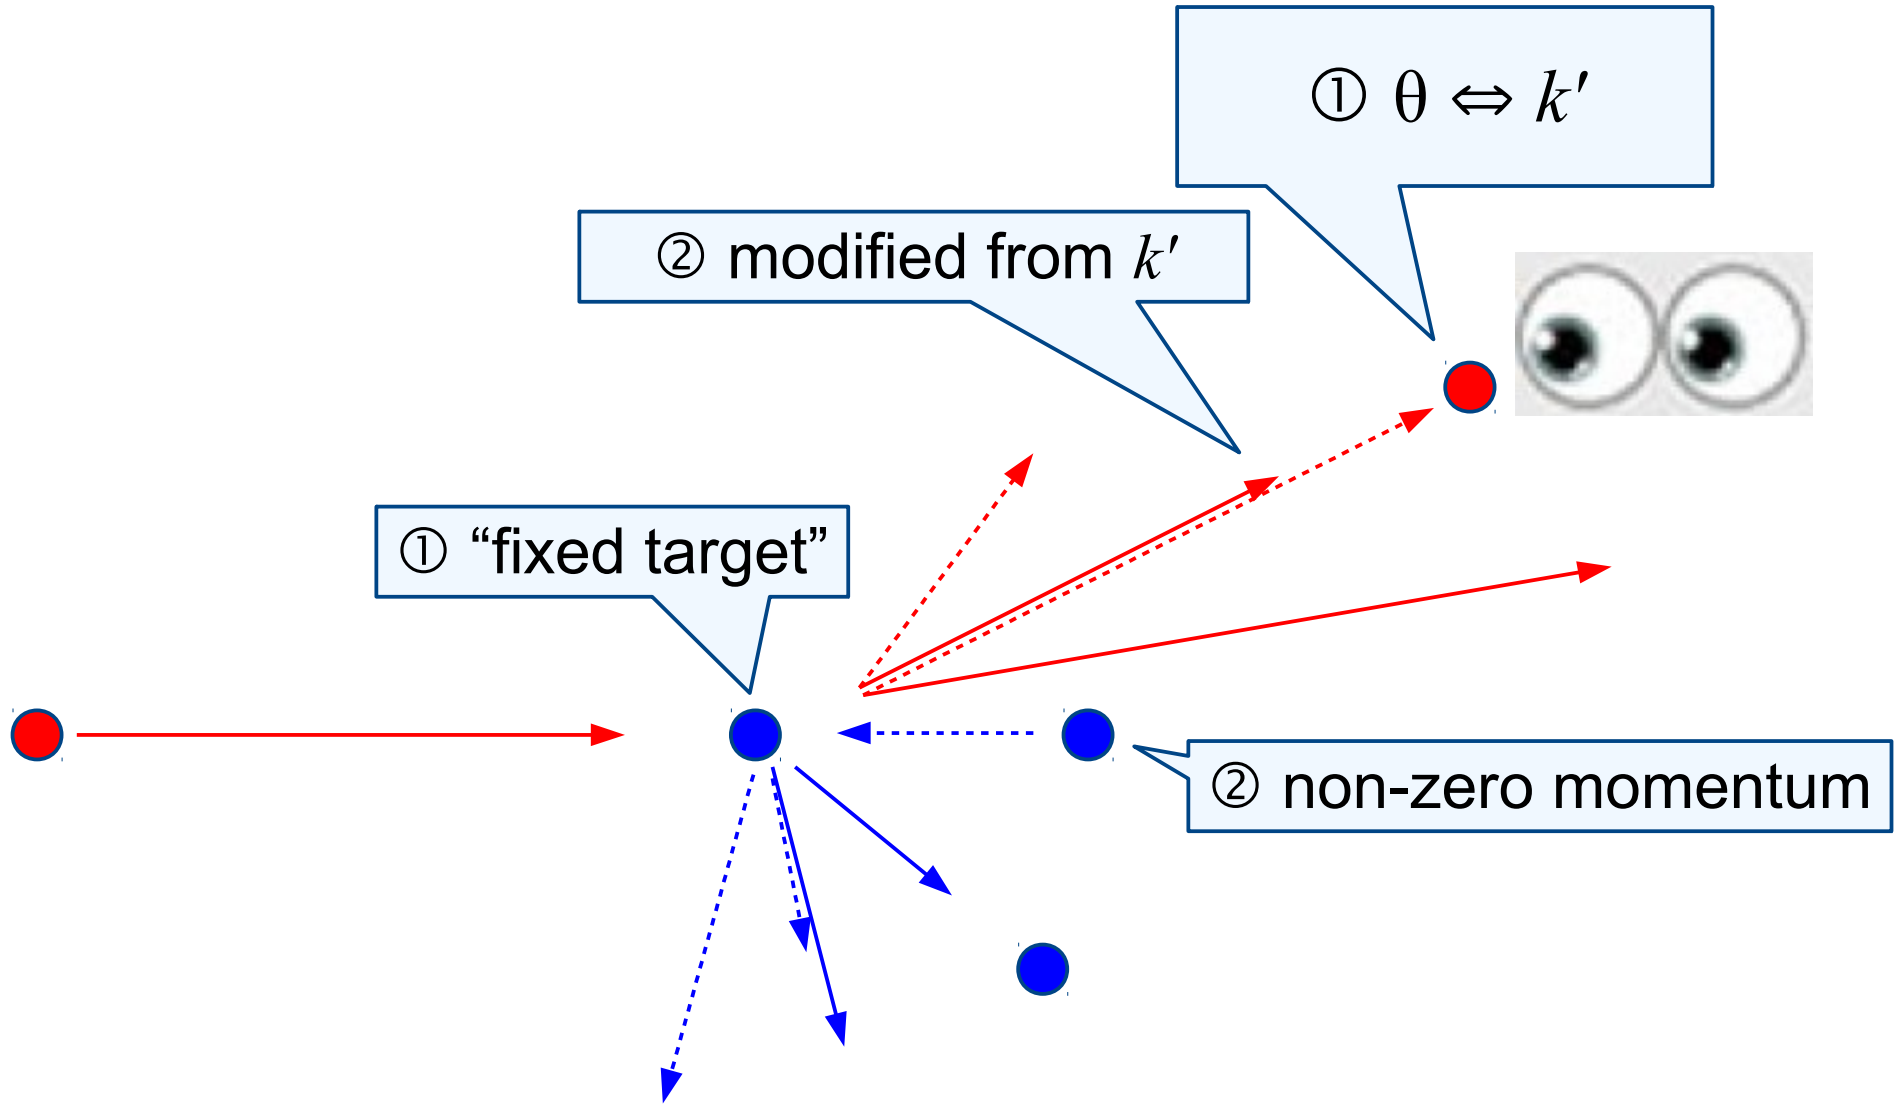 ① θ ⇔ k′
② modified from k′
① “fixed target”
② non-zero momentum